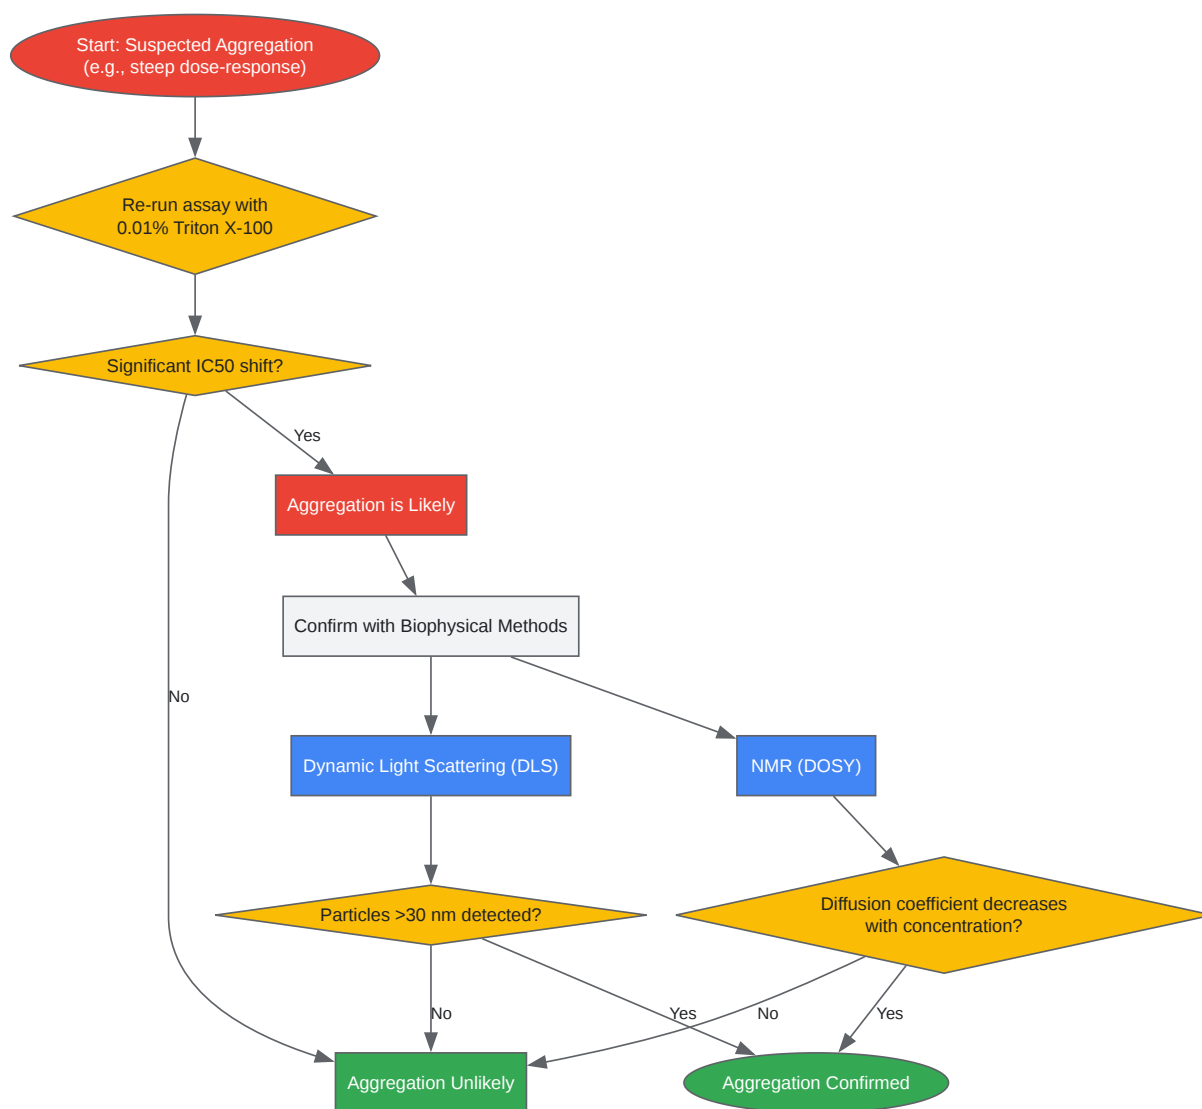 Start: Suspected Aggregation
(e.g., steep dose-response)
Re-run assay with
0.01% Triton X-100
Significant IC50 shift?
Yes
Aggregation is Likely
Confirm with Biophysical Methods
No
Dynamic Light Scattering (DLS)
NMR (DOSY)
Particles >30 nm detected?
Diffusion coefficient decreases
with concentration?
No
Yes
No
Yes
Aggregation Unlikely
Aggregation Confirmed